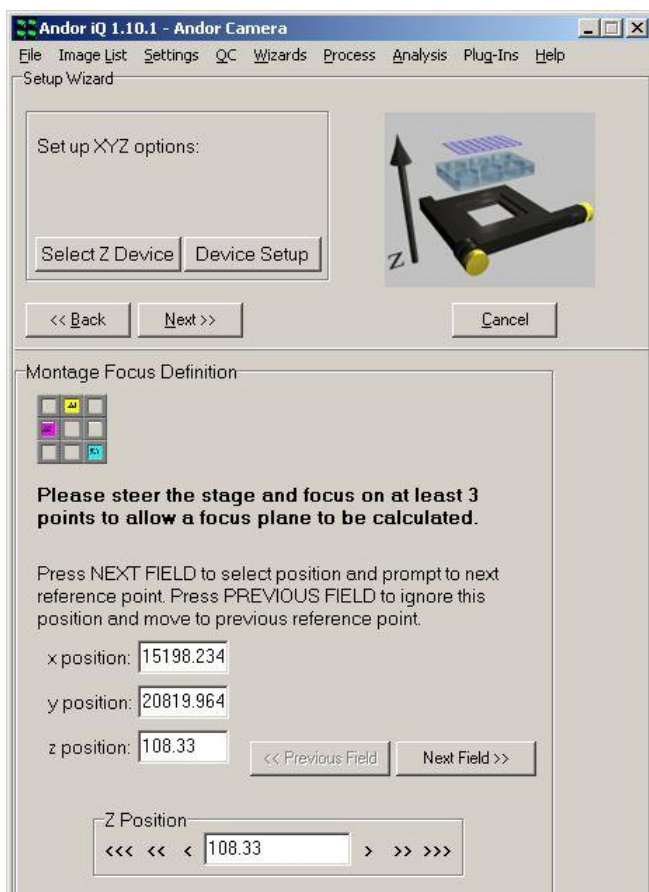 Andor iQ 1.10.1 - Andor Camera
File Image List Settings QC Wizards Process Analysis Plug-Ins Help
Setup Wizard
Set up XYZ options:
Select Z Device Device Setup
Z
<< Back Next >> Cancel
Montage Focus Definition
Please steer the stage and focus on at least 3
points to allow a focus plane to be calculated.
Press NEXT FIELD to select position and prompt to next
reference point. Press PREVIOUS FIELD to ignore this
position and move to previous reference point.
x position: 15198.234
y position: 20819.964
z position: 108.33
<< Previous Field Next Field >>
Z Position
<<< << < 108.33 > >> >>>